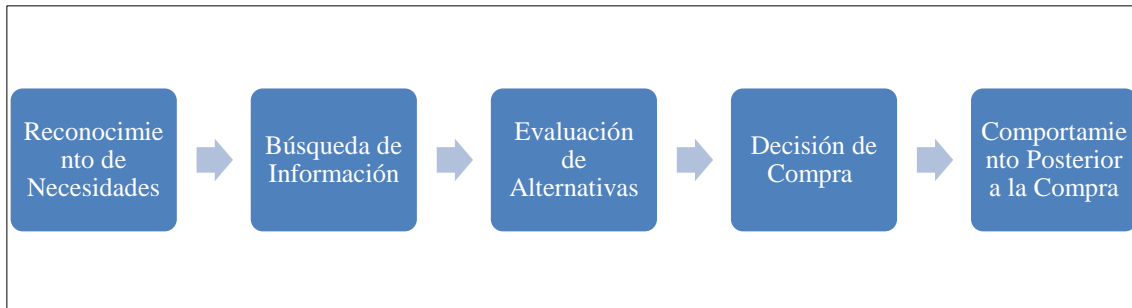 Reconocimie
nto de
Necesidades
Búsqueda de
Información
Evaluación
de
Alternativas
Decisión de
Compra
Comportamie
nto Posterior
a la Compra